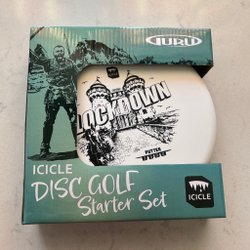 GURU
LOCKDOWN
PUTTER
ICICLE
DISC GOLF
Starter Set
ICICLE